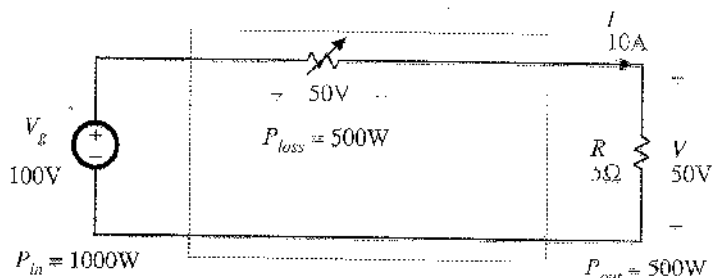 I
10A
+ 50V −
P_loss = 500W
V_g
100V
+
−
R
5Ω
+
V
50V
−
P_in = 1000W
P_out = 500W